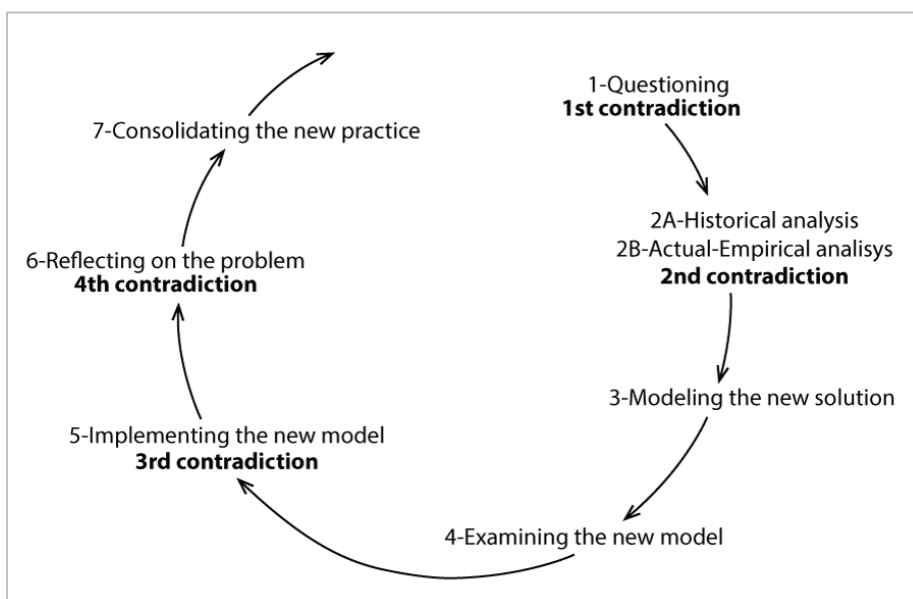 1-Questioning
1st contradiction
2A-Historical analysis
2B-Actual-Empirical analisys
2nd contradiction
3-Modeling the new solution
4-Examining the new model
5-Implementing the new model
3rd contradiction
6-Reflecting on the problem
4th contradiction
7-Consolidating the new practice